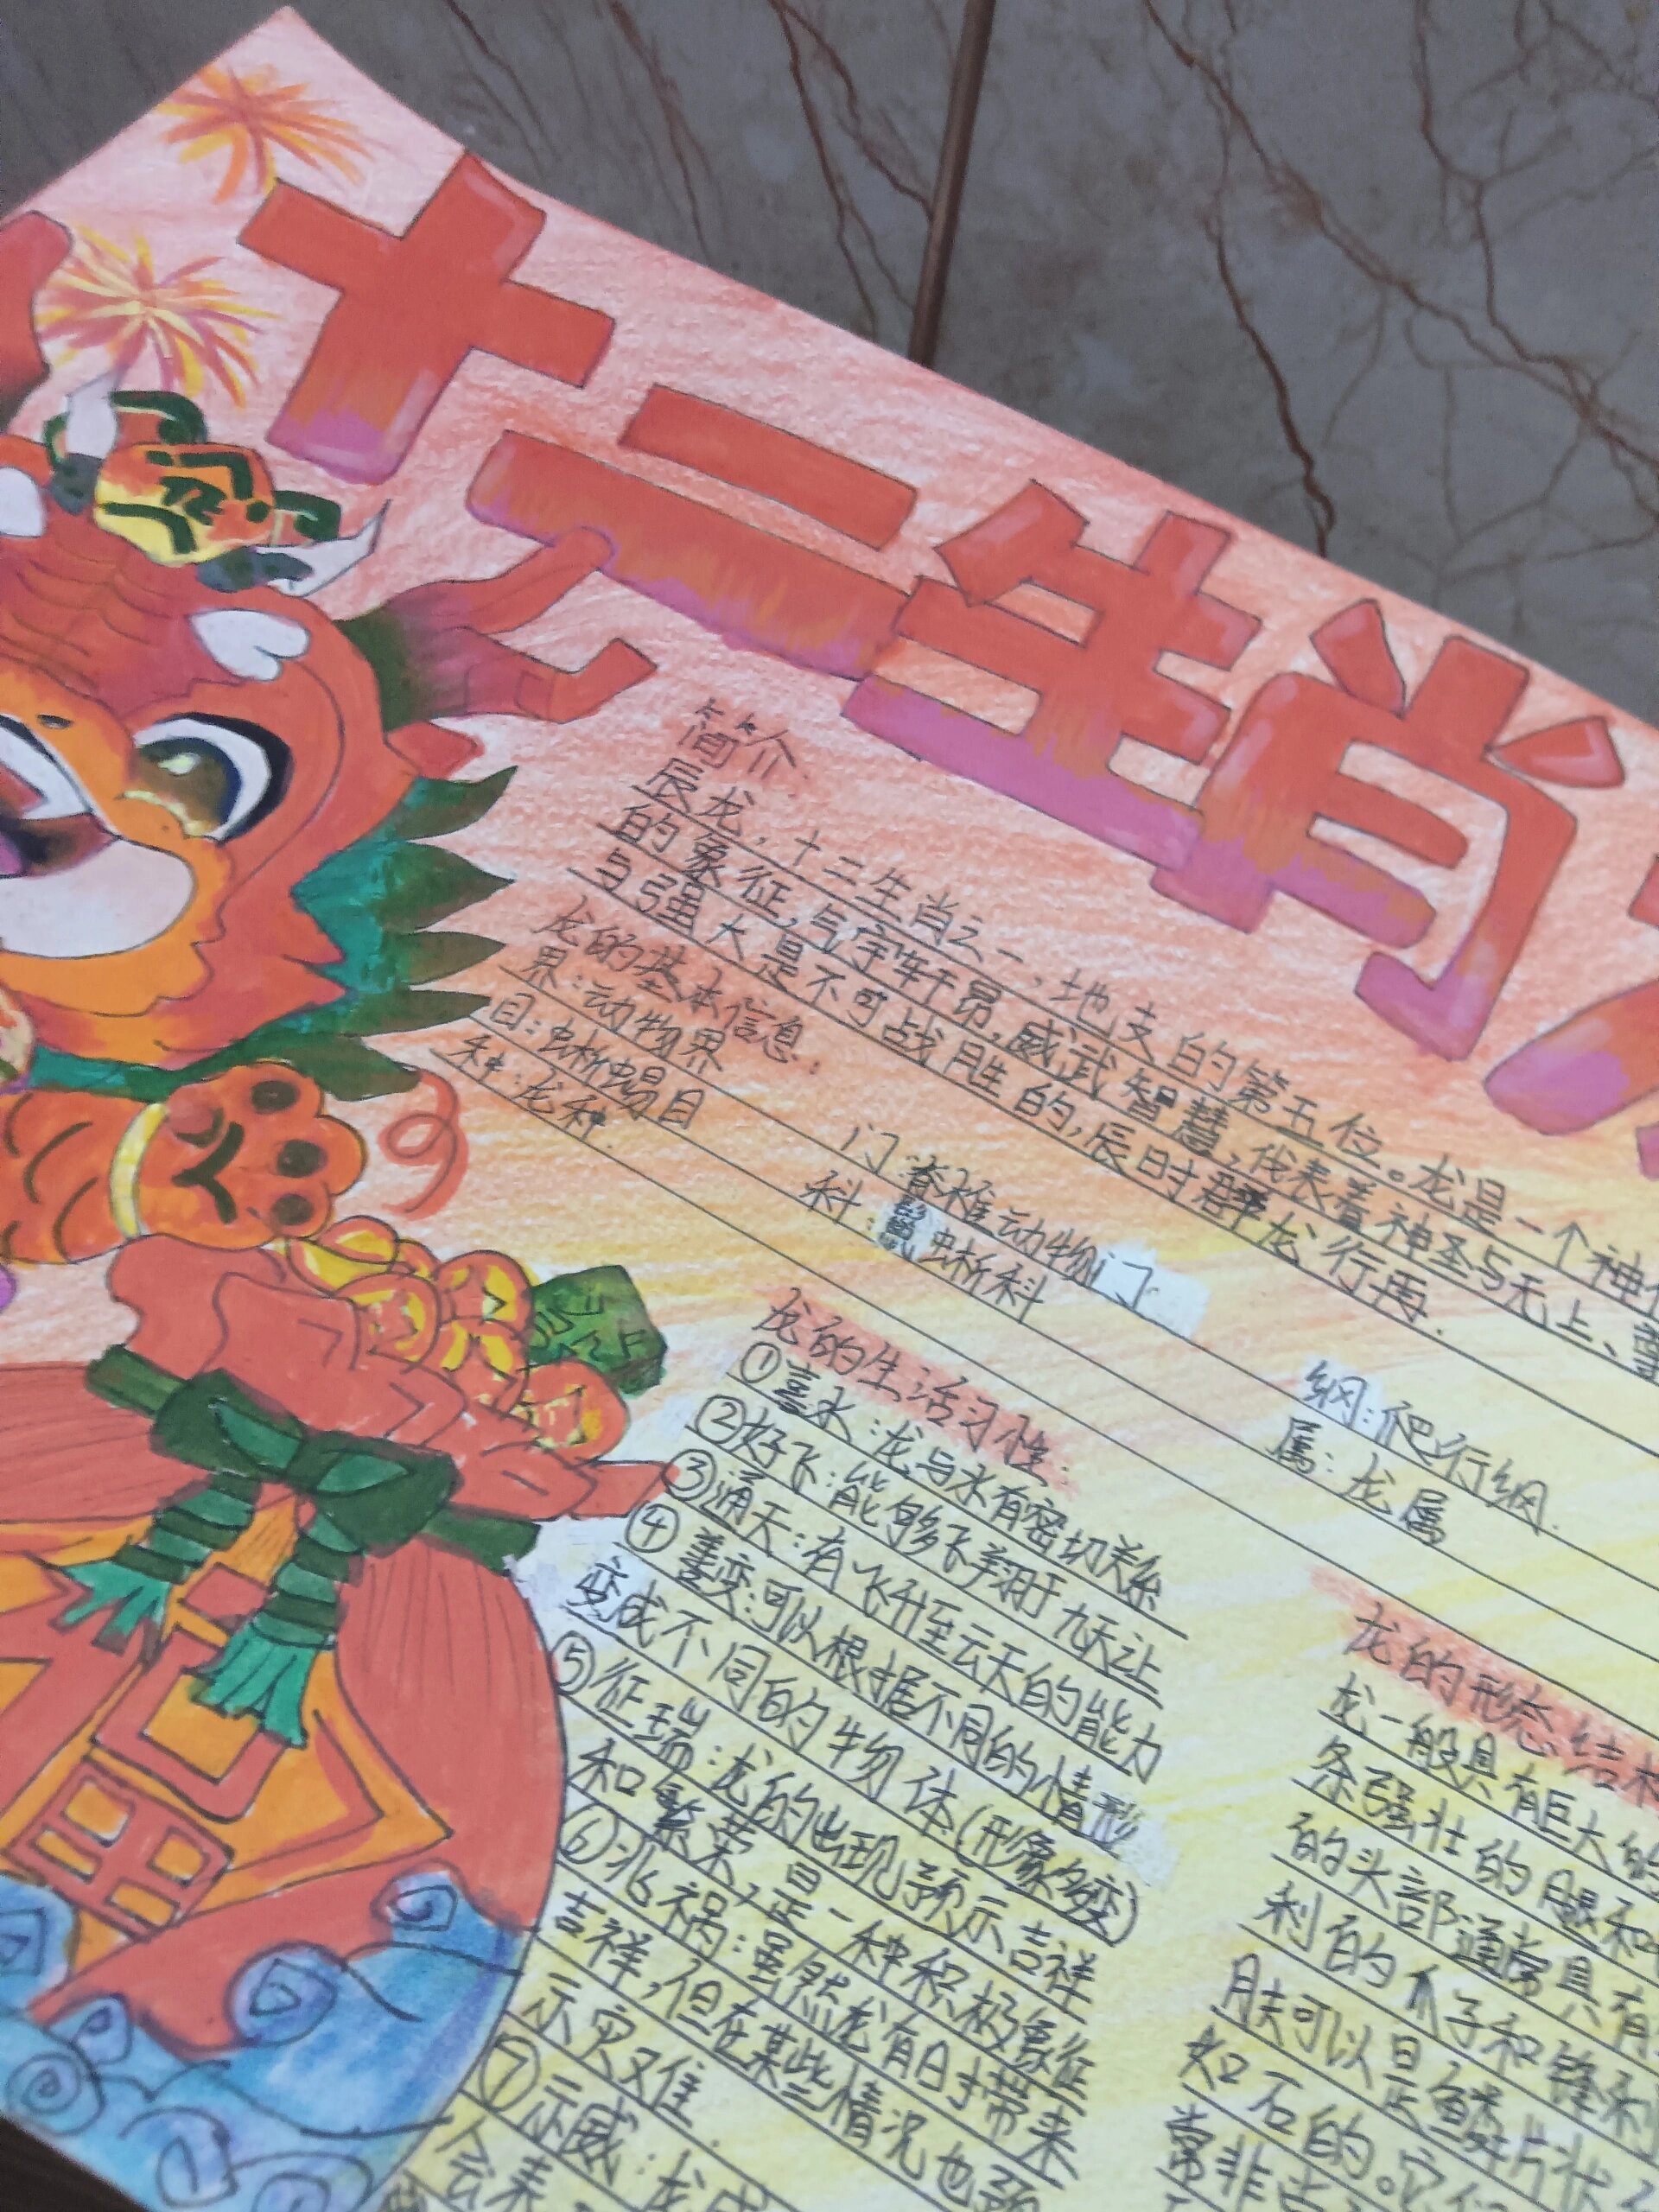 十二生肖
简介
辰龙,十二生肖之一,地支的第五位。龙是一个神
的象征,气宇轩昂,威武智慧,代表着神圣与无上、
与强大是不可战胜的,辰时群龙行再.
龙的基本信息:
界:动物界 门 脊椎动物门 纲:爬行纲.
目:蜥蜴目 科: 蜥科 属:龙属
种:龙种.
龙的生活习性:
①喜水:龙与水有密切关系
②好飞:能够飞翔于九天让
③通天:有飞升至云天的能力
④善变:可以根据不同的情形
变成不同的物体(形象多变)
⑤征瑞:龙的出现预示吉祥
和繁荣,是一种积极象征
⑥兆祸:虽然龙有时带来
吉祥,但在某些情况也预
示灾难.
⑦示威:龙
会表
龙的形态结
龙一般具有巨大的
条强壮的腿和
的头部通常具有
利的爪子和锋利
肤可以是鳞片状
如石的。它
常非